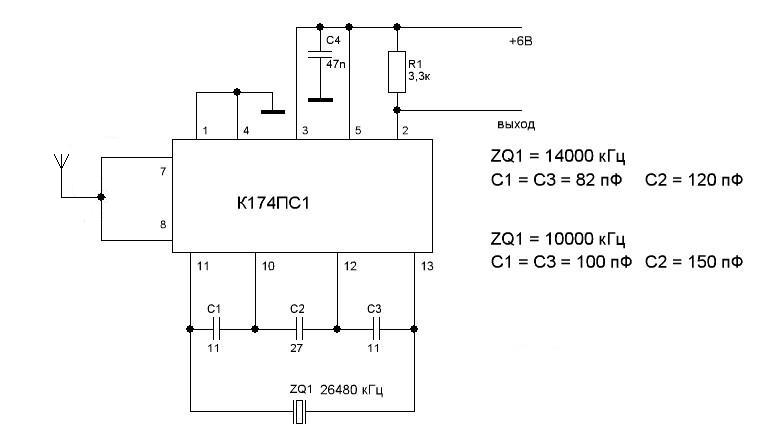 C4
47n
+6В
R1
3,3к
выход
1 4 3 5 2
7
К174ПС1
8
11 10 12 13
ZQ1 = 14000 кГц
C1 = C3 = 82 пФ C2 = 120 пФ
ZQ1 = 10000 кГц
C1 = C3 = 100 пФ C2 = 150 пФ
C1 C2 C3
11 27 11
ZQ1 26480 кГц